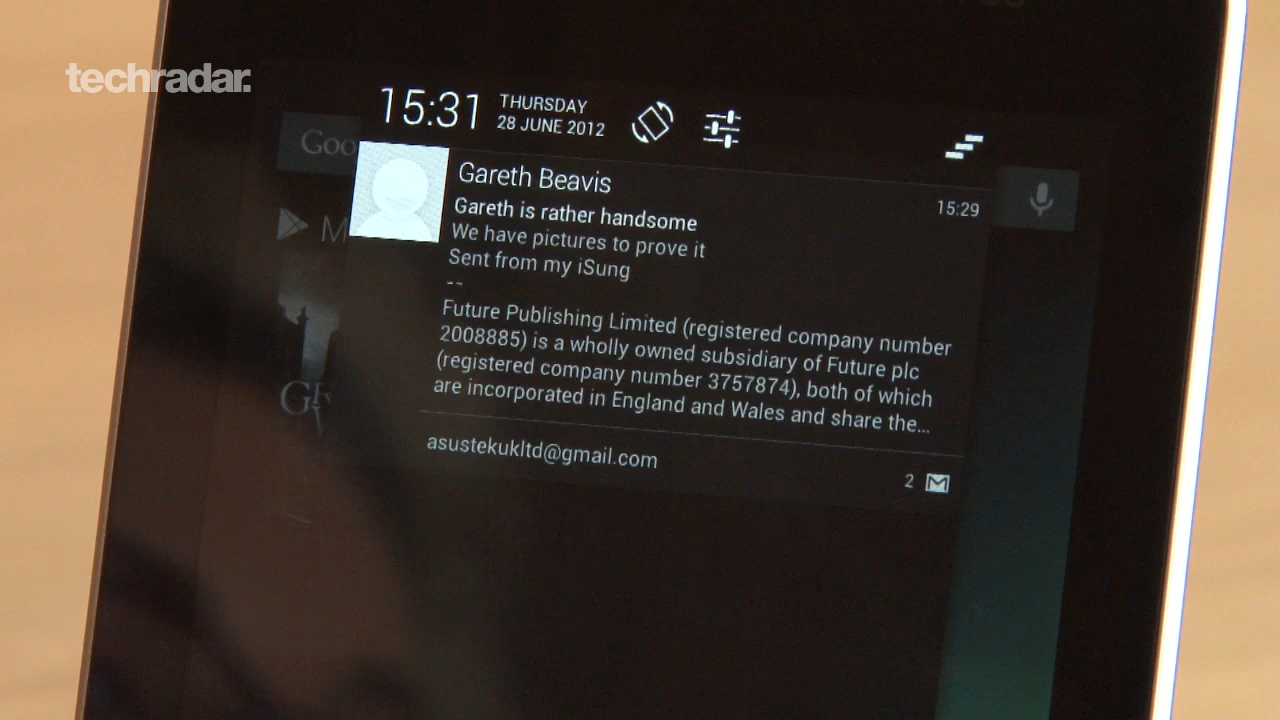 techradar.
15:31
THURSDAY
28 JUNE 2012
Goo
Gareth Beavis
15:29
Gareth is rather handsome
We have pictures to prove it
Sent from my iSung
--
Future Publishing Limited (registered company number
2008885) is a wholly owned subsidiary of Future plc
(registered company number 3757874), both of which
are incorporated in England and Wales and share the...
asustekukltd@gmail.com
2